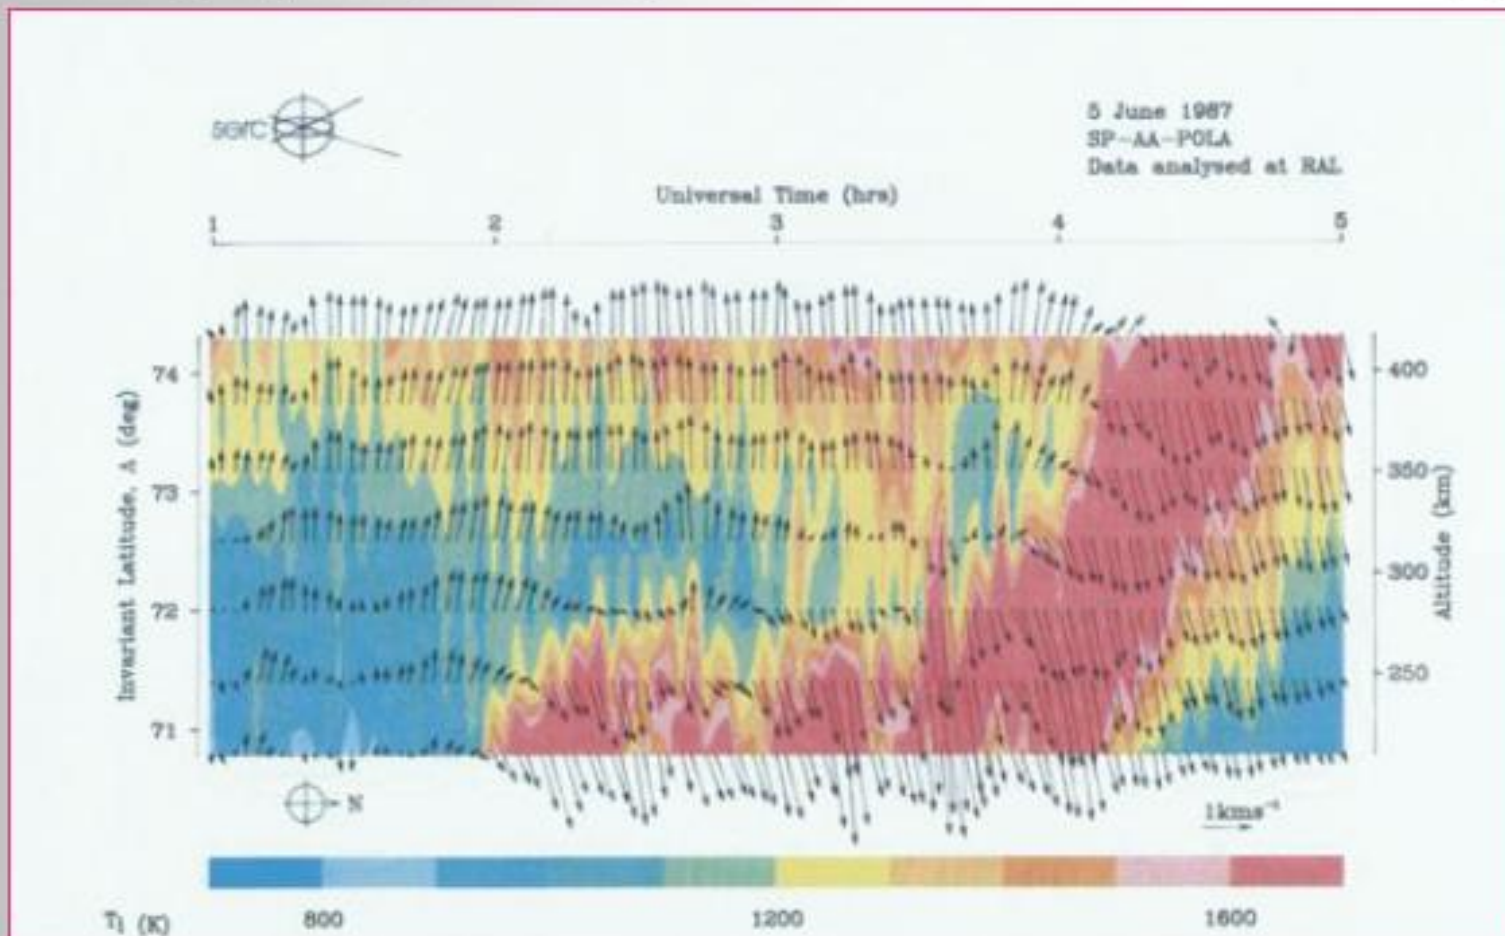 serc
5 June 1987
SP-AA-POLA
Data analysed at RAL
Universal Time (hrs)
1 2 3 4 5
Invariant Latitude, Λ (deg)
74
73
72
71
400
350
300
250
Altitude (km)
N
1kms⁻¹
Ti (K) 800 1200 1600